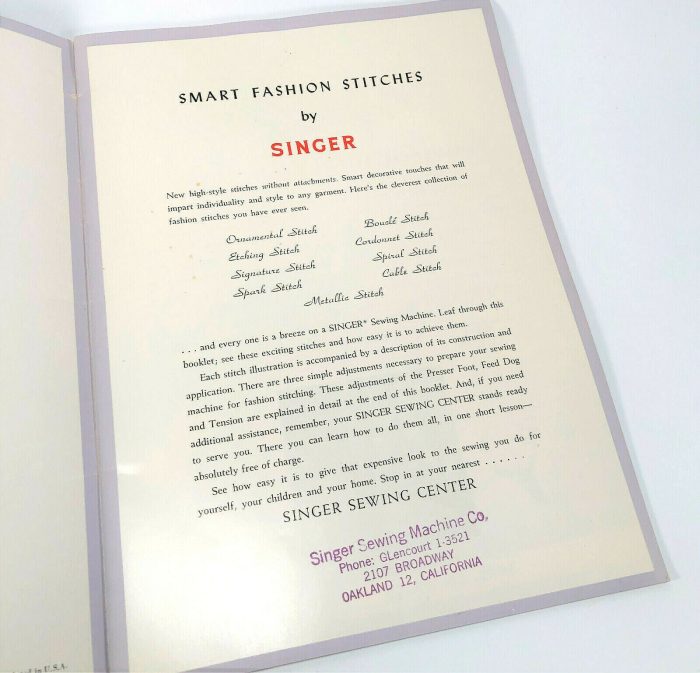 SMART FASHION STITCHES
by
SINGER
New high-style stitches without attachments. Smart decorative touches that will
impart individuality and style to any garment. Here's the cleverest collection of
fashion stitches you have ever seen.
Ornamental Stitch
Etching Stitch
Signature Stitch
Spark Stitch
Bouclé Stitch
Cordonnet Stitch
Spiral Stitch
Cable Stitch
Metallic Stitch
. . . and every one is a breeze on a SINGER* Sewing Machine. Leaf through this
booklet; see these exciting stitches and how easy it is to achieve them.
Each stitch illustration is accompanied by a description of its construction and
application. There are three simple adjustments necessary to prepare your sewing
machine for fashion stitching. These adjustments of the Presser Foot, Feed Dog
and Tension are explained in detail at the end of this booklet. And, if you need
additional assistance, remember, your SINGER SEWING CENTER stands ready
to serve you. There you can learn how to do them all, in one short lesson—
absolutely free of charge.
See how easy it is to give that expensive look to the sewing you do for
yourself, your children and your home. Stop in at your nearest . . . . . .
SINGER SEWING CENTER
Singer Sewing Machine Co.
Phone: GLencourt 1-3521
2107 BROADWAY
OAKLAND 12, CALIFORNIA
in U.S.A.